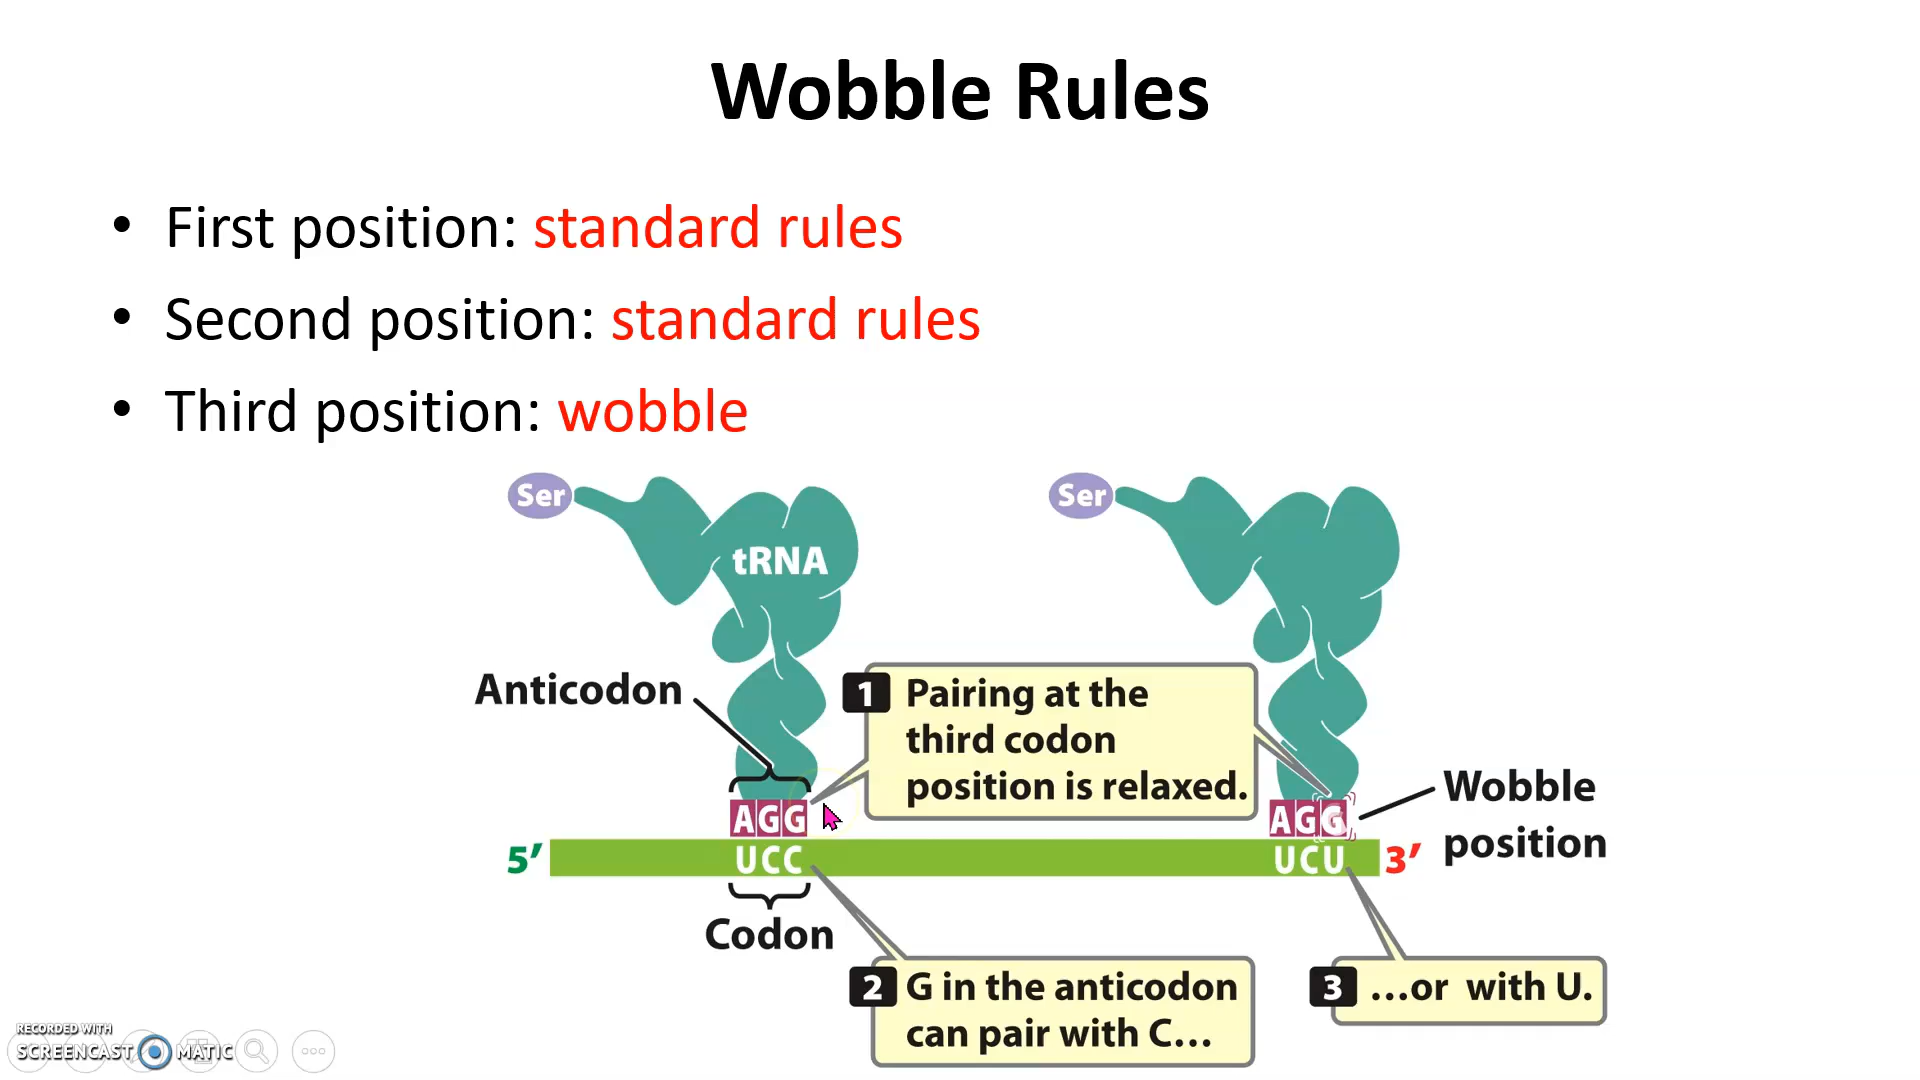 Wobble Rules
• First position: standard rules
• Second position: standard rules
• Third position: wobble
Ser
Ser
tRNA
Anticodon
1 Pairing at the
third codon
position is relaxed.
Wobble
position
AGG
AGG
5′
UCC
UCU
3′
Codon
2 G in the anticodon
can pair with C...
3 ...or with U.
RECORDED WITH
SCREENCAST MATIC